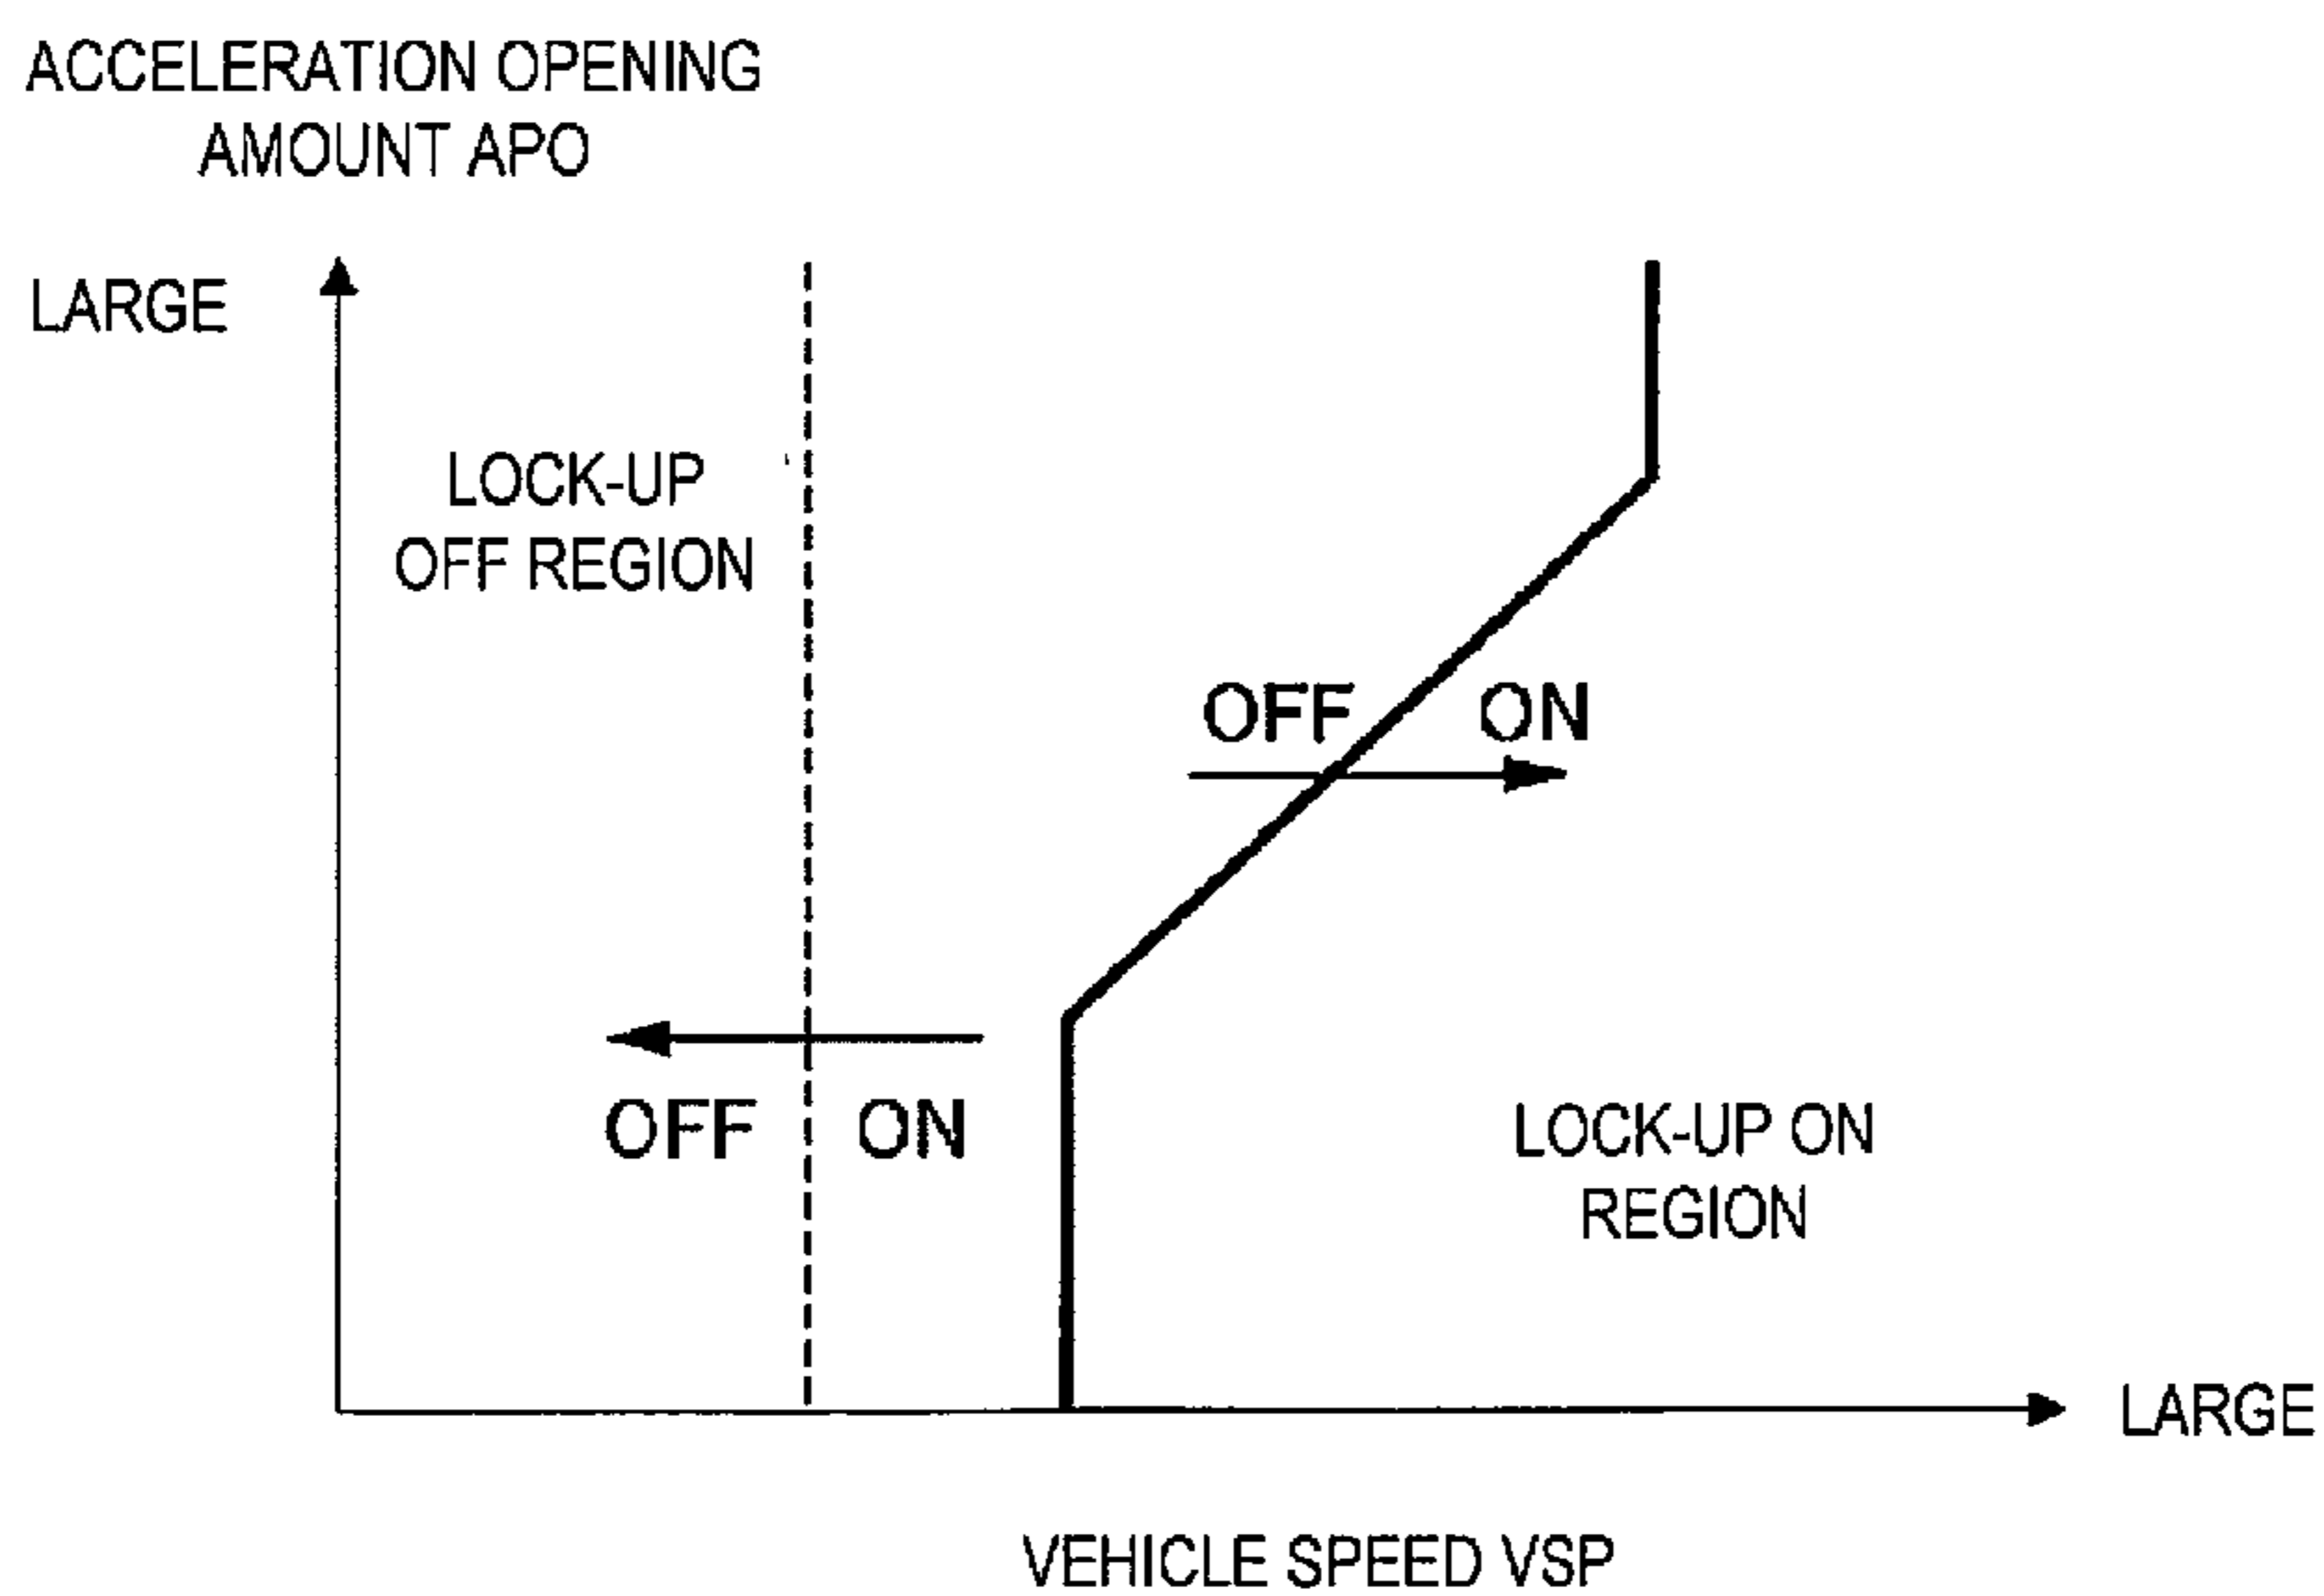 ACCELERATION OPENING
AMOUNT APO
LARGE
LOCK-UP
OFF REGION
OFF ON
OFF ON
LOCK-UP ON
REGION
LARGE
VEHICLE SPEED VSP